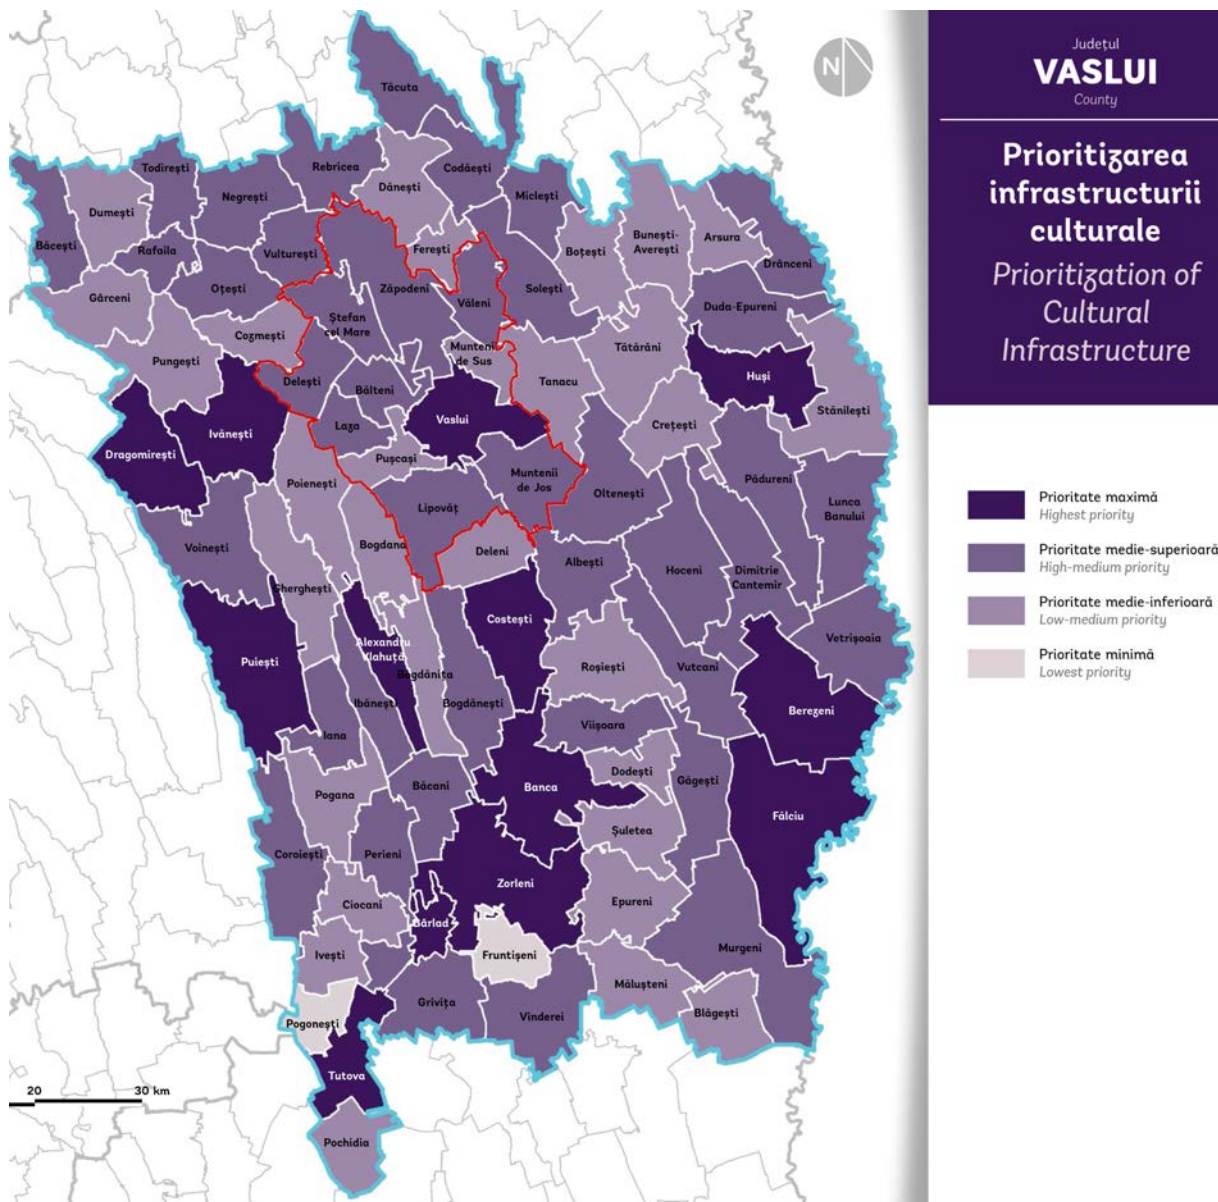 Județul
VASLUI
County
Prioritizarea
infrastructurii
culturale
Prioritization of
Cultural
Infrastructure
Prioritate maximă
Highest priority
Prioritate medie-superioară
High-medium priority
Prioritate medie-inferioară
Low-medium priority
Prioritate minimă
Lowest priority
N
Tăcuta
Todirești
Rebricea
Codăești
Dănești
Negrești
Miclești
Dumești
Bunești-
Averești
Arsura
Băcești
Rafaila
Ferești
Boțești
Vulturești
Drânceni
Oțești
Zăpodeni
Solești
Gârceni
Văleni
Duda-Epureni
Ștefan
cel Mare
Cozmești
Munteni
de Sus
Tătărăni
Pungești
Huși
Delești
Tanacu
Bălteni
Stănilești
Vaslui
Laza
Crețești
Ivănești
Dragomirești
Pușcași
Muntenii
de Jos
Pădureni
Poienești
Oltenești
Lunca
Banului
Lipovăț
Voinești
Bogdana
Deleni
Albești
Hoceni
Dimitrie
Cantemir
Gherghești
Costești
Vetrișoaia
Alexandru
Vlahuță
Puiești
Roșiești
Vutcani
Bogdănița
Ibănești
Bogdănești
Berezeni
Viișoara
Iana
Dodești
Găgești
Băcani
Banca
Pogana
Fălciu
Șuletea
Coroiești
Perieni
Zorleni
Epureni
Ciocani
Bârlad
Murgeni
Ivești
Fruntișeni
Mălușteni
Grivița
Blăgești
Vinderei
Pogonești
Tutova
20 30 km
Pochidia